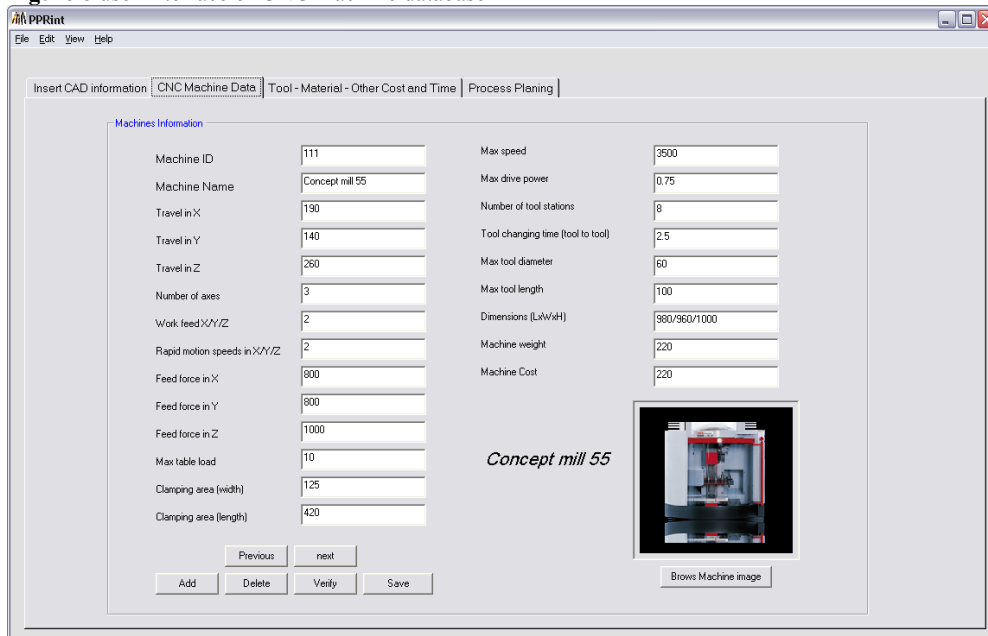 PPRint
File Edit View Help
Insert CAD information CNC Machine Data Tool - Material - Other Cost and Time Process Planing
Machines Information
Machine ID 111
Machine Name Concept mill 55
Travel in X 190
Travel in Y 140
Travel in Z 260
Number of axes 3
Work feed X/Y/Z 2
Rapid motion speeds in X/Y/Z 2
Feed force in X 800
Feed force in Y 800
Feed force in Z 1000
Max table load 10
Clamping area (width) 125
Clamping area (length) 420
Previous next
Add Delete Verify Save
Max speed 3500
Max drive power 0.75
Number of tool stations 8
Tool changing time (tool to tool) 2.5
Max tool diameter 60
Max tool length 100
Dimensions (LxWxH) 980/960/1000
Machine weight 220
Machine Cost 220
Concept mill 55
Brows Machine image